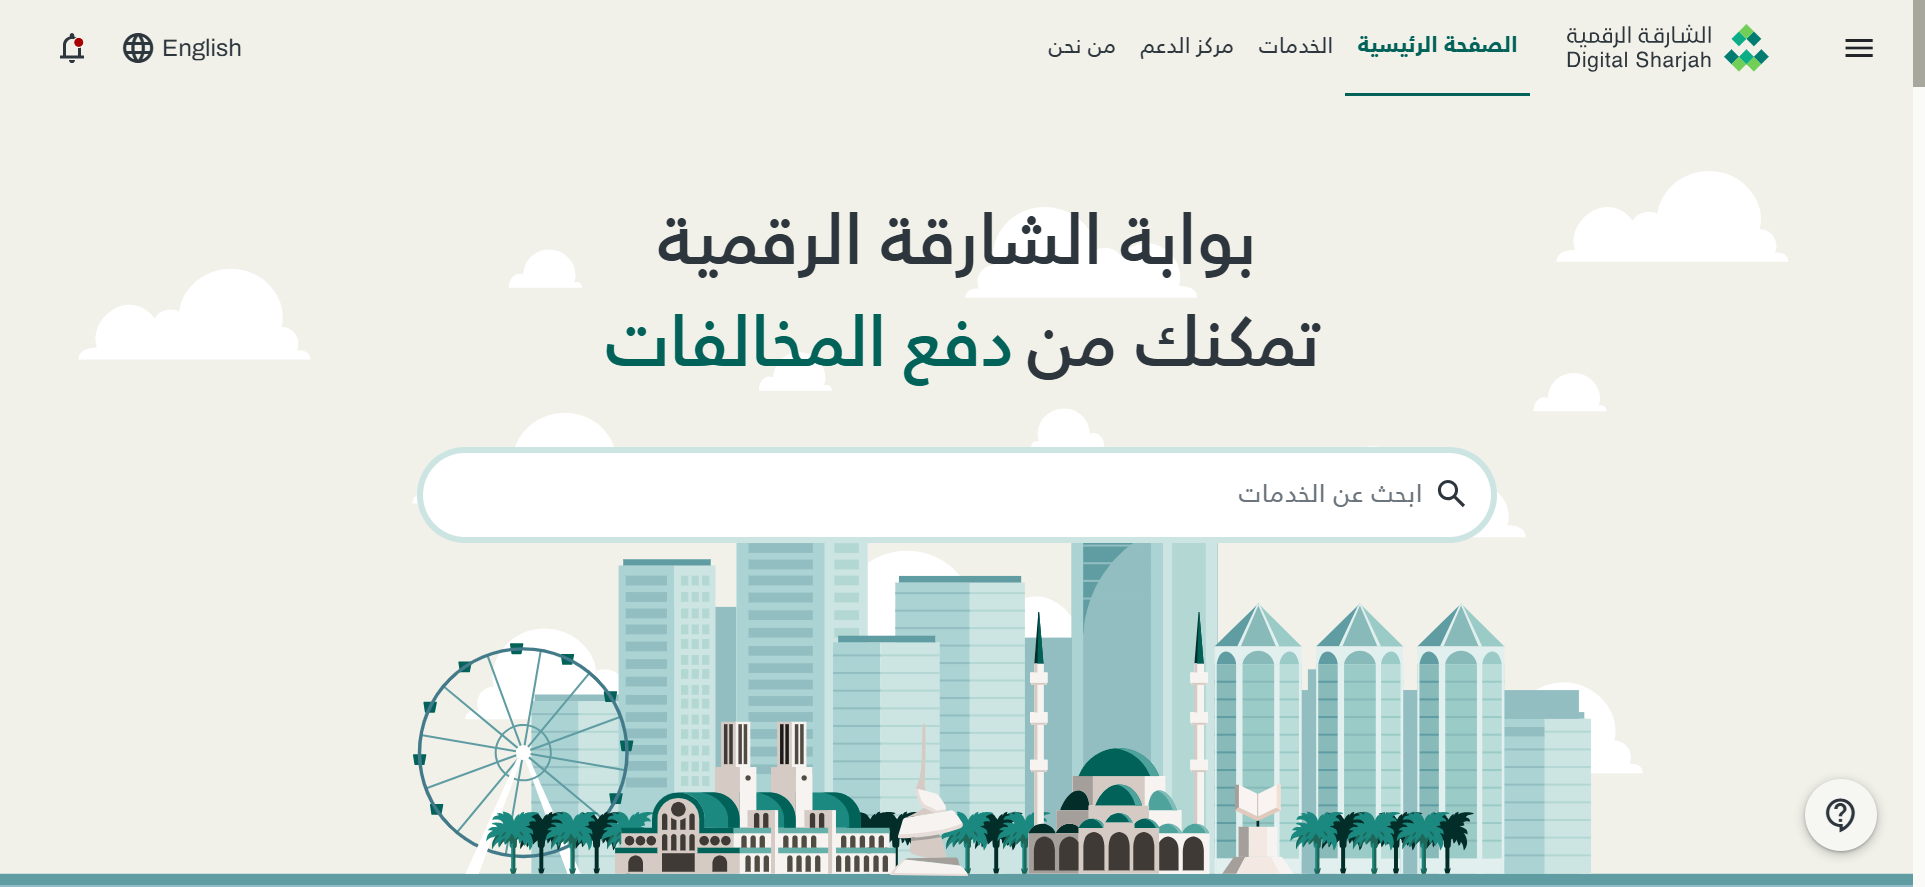 الشارقة الرقمية
Digital Sharjah
الصفحة الرئيسية
الخدمات
مركز الدعم
من نحن
English
بوابة الشارقة الرقمية
تمكنك من دفع المخالفات
ابحث عن الخدمات